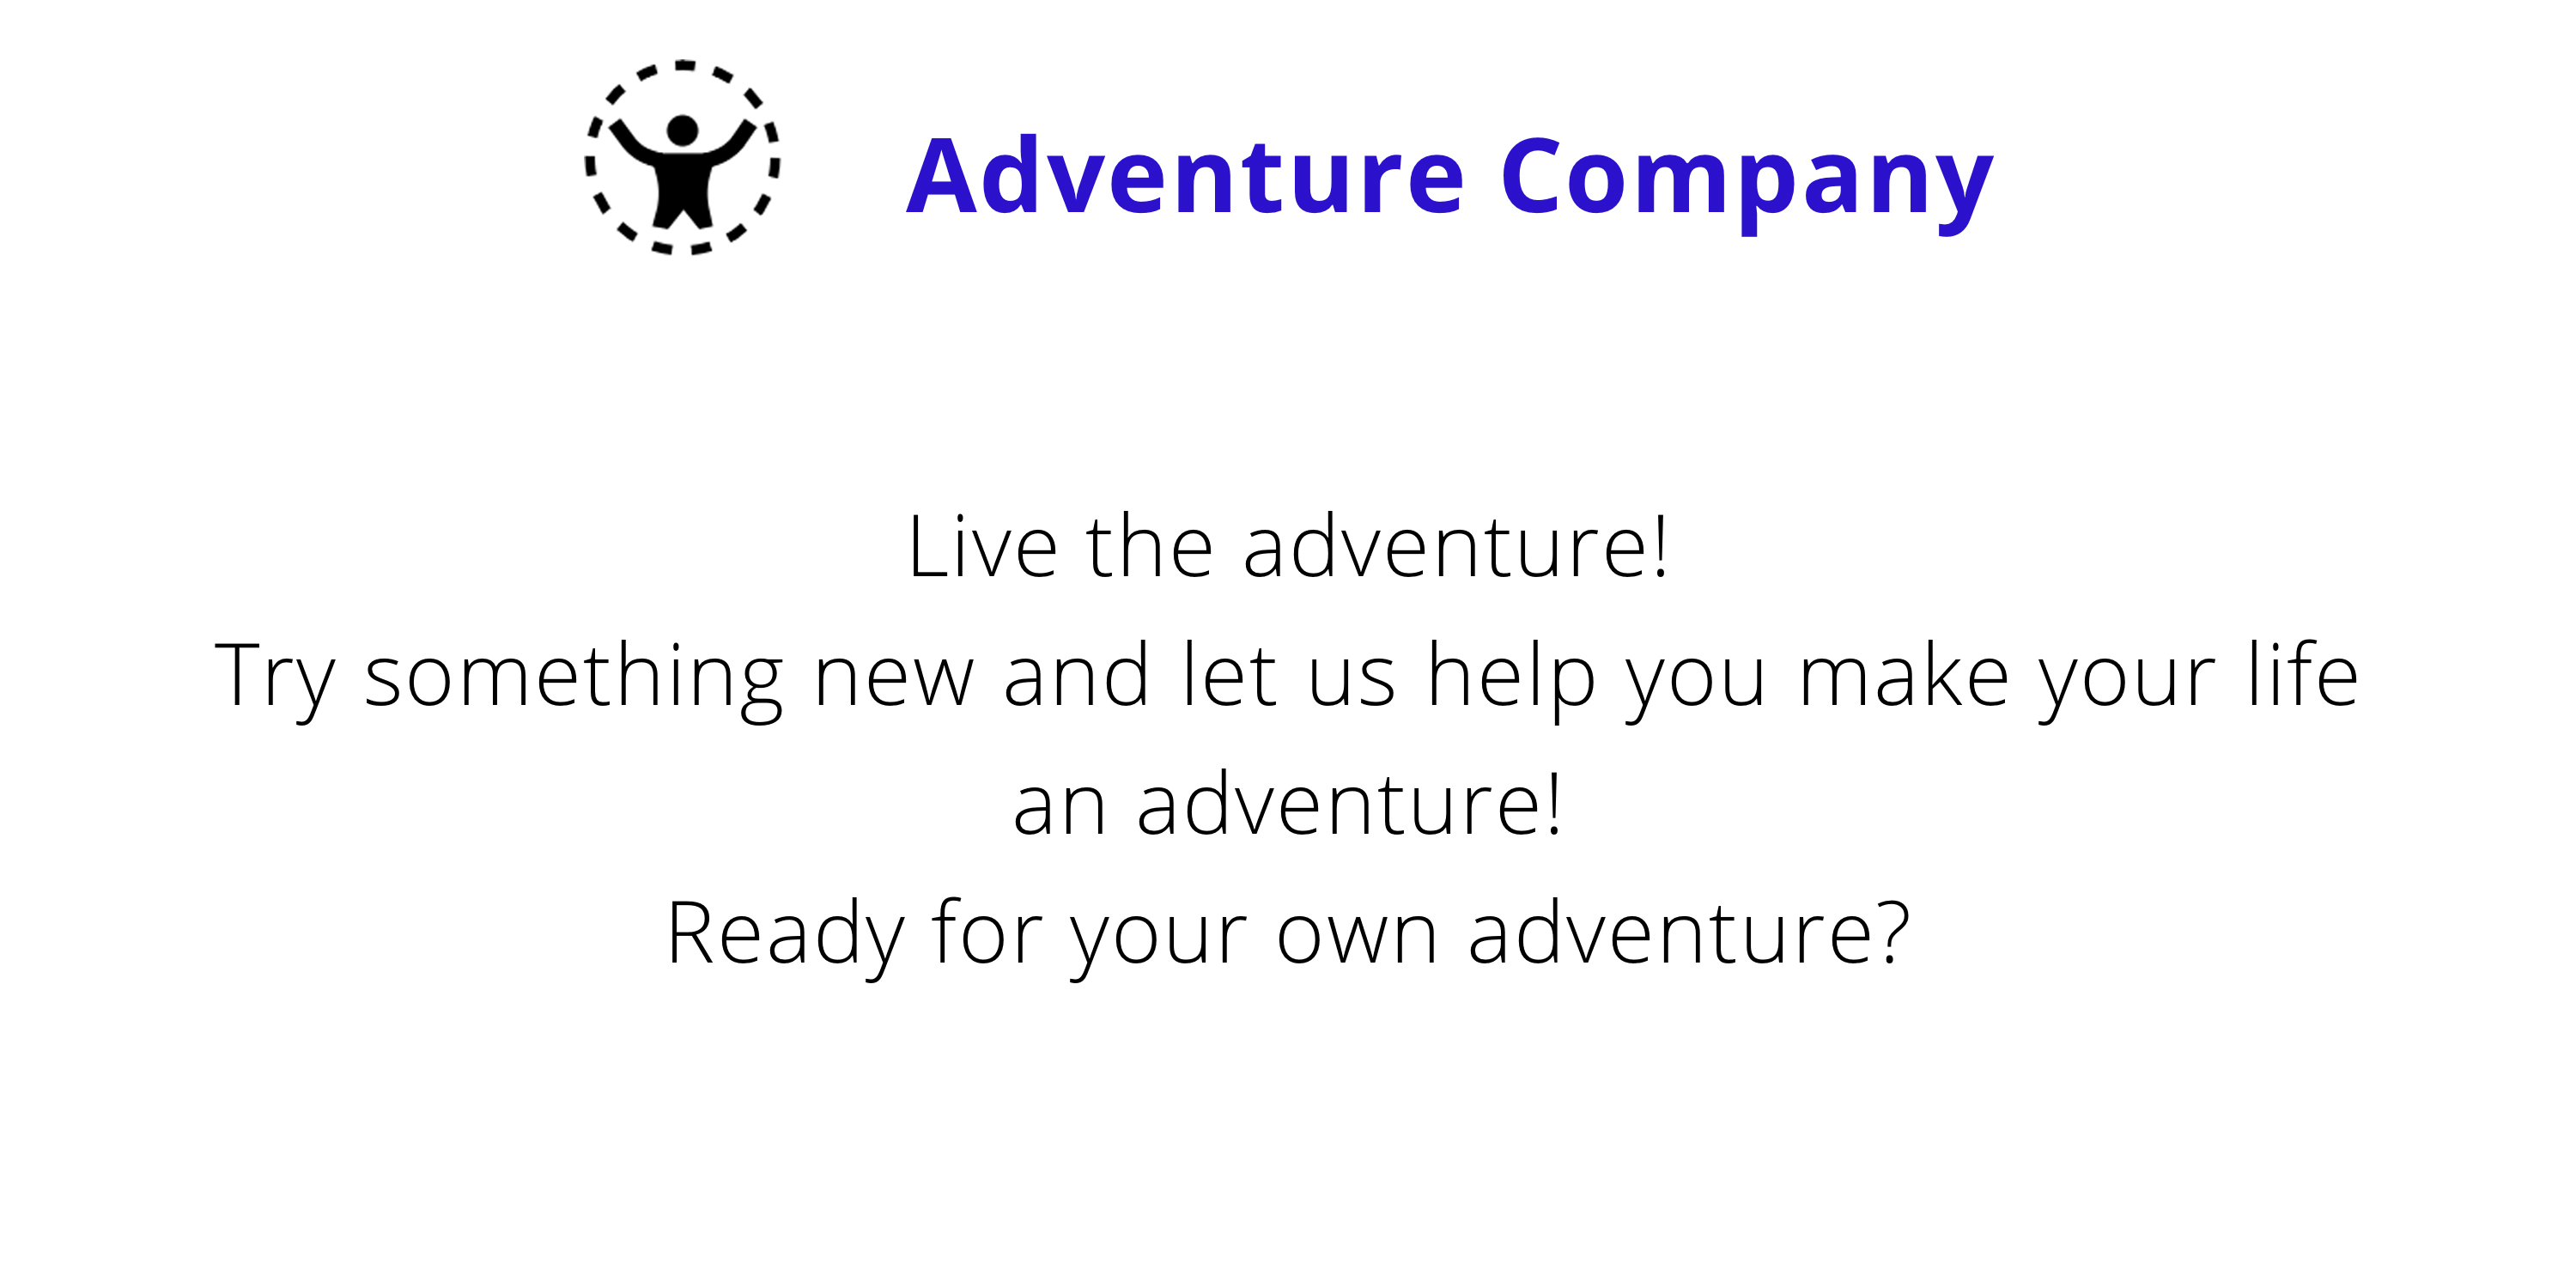 Adventure Company
Live the adventure!
Try something new and let us help you make your life
an adventure!
Ready for your own adventure?